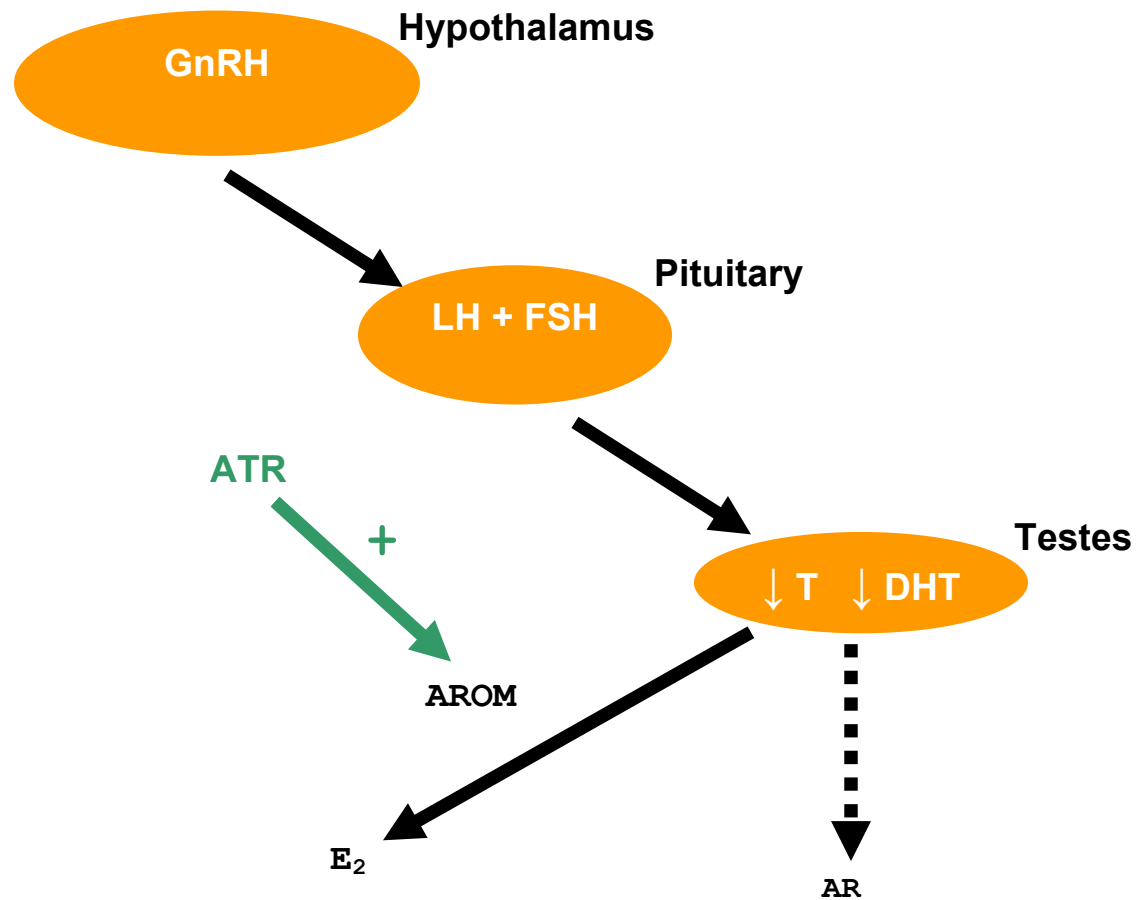 Hypothalamus
GnRH
Pituitary
LH + FSH
ATR
+
Testes
↓ T ↓ DHT
AROM
E₂
AR